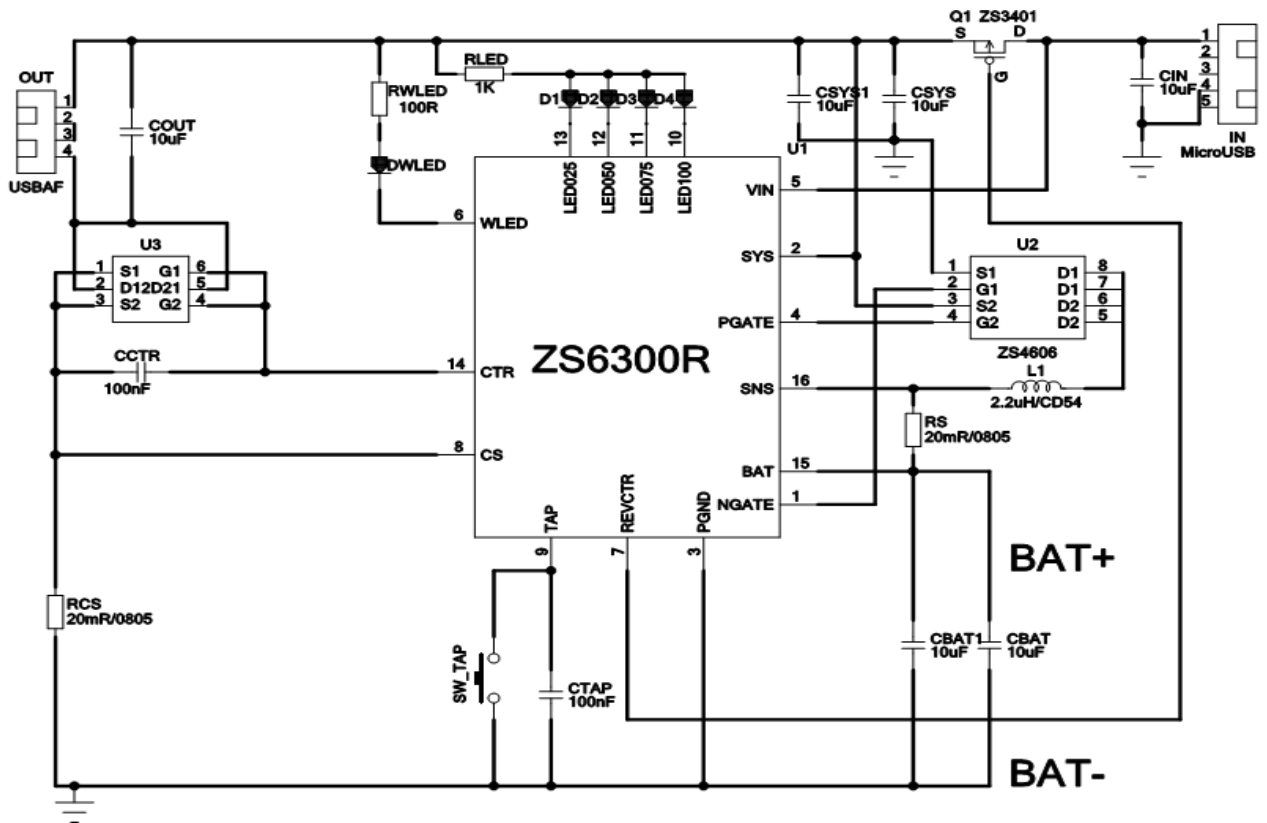 Q1 ZS3401
S D
G
OUT
1
2
3
4
USBAF
COUT
10uF
RWLED
100R
DWLED
RLED
1K
D1 D2 D3 D4
13 12 11 10
LED025 LED050 LED075 LED100
CSYS1
10uF
CSYS
10uF
CIN
10uF
1
2
3
4
5
IN
MicroUSB
U1
ZS6300R
6 WLED
14 CTR
8 CS
VIN 5
SYS 2
PGATE 4
SNS 16
BAT 15
NGATE 1
TAP REVCTR PGND
9 7 3
U3
1 S1 G1 6
2 D12D21 5
3 S2 G2 4
CCTR
100nF
U2
1 S1 D1 8
2 G1 D1 7
3 S2 D2 6
4 G2 D2 5
ZS4606
L1
2.2uH/CD54
RS
20mR/0805
RCS
20mR/0805
SW_TAP
CTAP
100nF
BAT+
CBAT1
10uF
CBAT
10uF
BAT-